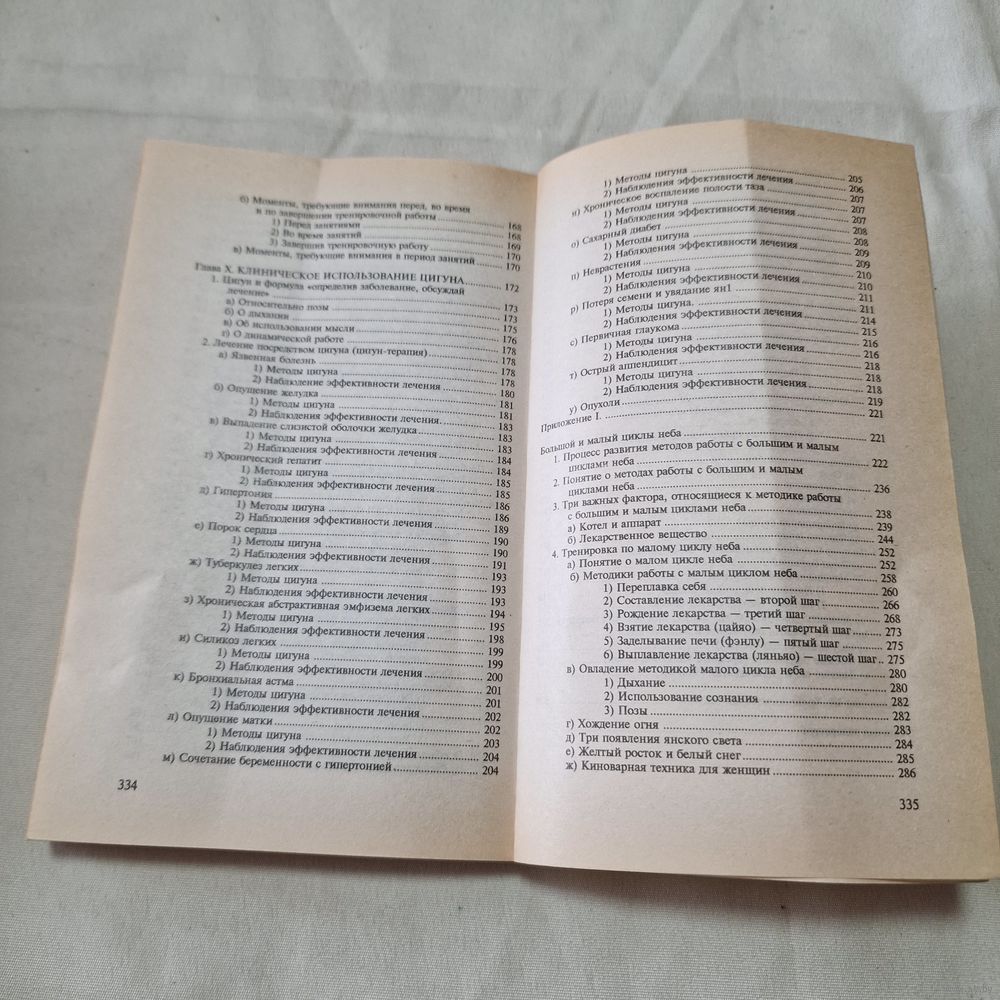 б) Моменты, требующие внимания перед, во время
и по завершении тренировочной работы ..... 168
1) Перед занятиями ..... 168
2) Во время занятий ..... 169
3) Завершив тренировочную работу ..... 170
в) Моменты, требующие внимания в период занятий ..... 170
Глава X. КЛИНИЧЕСКОЕ ИСПОЛЬЗОВАНИЕ ЦИГУНА ..... 172
1. Цигун и формула «определив заболевание, обсуждай
лечение» ..... 173
а) Относительно позы ..... 173
б) О дыхании ..... 175
в) Об использовании мысли ..... 176
г) О динамической работе ..... 178
2. Лечение посредством цигуна (цигун-терапия) ..... 178
а) Язвенная болезнь ..... 178
1) Методы цигуна ..... 178
2) Наблюдение эффективности лечения ..... 180
б) Опущение желудка ..... 181
1) Методы цигуна ..... 181
2) Наблюдения эффективности лечения ..... 183
в) Выпадение слизистой оболочки желудка ..... 183
1) Методы цигуна ..... 183
2) Наблюдения эффективности лечения ..... 184
г) Хронический гепатит ..... 184
1) Методы цигуна ..... 185
2) Наблюдения эффективности лечения ..... 185
д) Гипертония ..... 186
1) Методы цигуна ..... 186
2) Наблюдения эффективности лечения ..... 189
е) Порок сердца ..... 190
1) Методы цигуна ..... 190
2) Наблюдения эффективности лечения ..... 191
ж) Туберкулез легких ..... 193
1) Методы цигуна ..... 193
2) Наблюдения эффективности лечения ..... 193
з) Хроническая абстрактивная эмфизема легких ..... 194
1) Методы цигуна ..... 195
2) Наблюдения эффективности лечения ..... 198
и) Силикоз легких ..... 199
1) Методы цигуна ..... 199
2) Наблюдения эффективности лечения ..... 200
к) Бронхиальная астма ..... 201
1) Методы цигуна ..... 201
2) Наблюдения эффективности лечения ..... 202
л) Опущение матки ..... 202
1) Методы цигуна ..... 203
2) Наблюдения эффективности лечения ..... 204
м) Сочетание беременности с гипертонией ..... 204
334
1) Методы цигуна ..... 205
2) Наблюдения эффективности лечения ..... 206
н) Хроническое воспаление полости таза ..... 207
1) Методы цигуна ..... 207
2) Наблюдения эффективности лечения ..... 207
о) Сахарный диабет ..... 208
1) Методы цигуна ..... 208
2) Наблюдения эффективности лечения ..... 209
п) Неврастения ..... 209
1) Методы цигуна ..... 210
2) Наблюдения эффективности лечения ..... 210
р) Потеря семени и увядание ян1 ..... 211
1) Методы цигуна. ..... 211
2) Наблюдения эффективности лечения ..... 214
с) Первичная глаукома ..... 215
1) Методы цигуна ..... 216
2) Наблюдения эффективности лечения ..... 216
т) Острый аппендицит ..... 218
1) Методы цигуна ..... 218
2) Наблюдения эффективности лечения ..... 218
у) Опухоли ..... 219
Приложение I. ..... 221
Большой и малый циклы неба ..... 221
1. Процесс развития методов работы с большим и малым
циклами неба ..... 222
2. Понятие о методах работы с большим и малым
циклами неба ..... 236
3. Три важных фактора, относящиеся к методике работы
с большим и малым циклами неба ..... 238
а) Котел и аппарат ..... 239
б) Лекарственное вещество ..... 244
4. Тренировка по малому циклу неба ..... 252
а) Понятие о малом цикле неба ..... 252
б) Методики работы с малым циклом неба ..... 258
1) Переплавка себя ..... 260
2) Составление лекарства — второй шаг ..... 266
3) Рождение лекарства — третий шаг ..... 268
4) Взятие лекарства (цайяо) — четвертый шаг ..... 273
5) Заделывание печи (фэнлу) — пятый шаг ..... 275
6) Выплавление лекарства (ляньяо) — шестой шаг .. 275
в) Овладение методикой малого цикла неба ..... 280
1) Дыхание ..... 280
2) Использование сознания ..... 282
3) Позы ..... 282
г) Хождение огня ..... 283
д) Три появления янского света ..... 284
е) Желтый росток и белый снег ..... 285
ж) Киноварная техника для женщин ..... 286
335